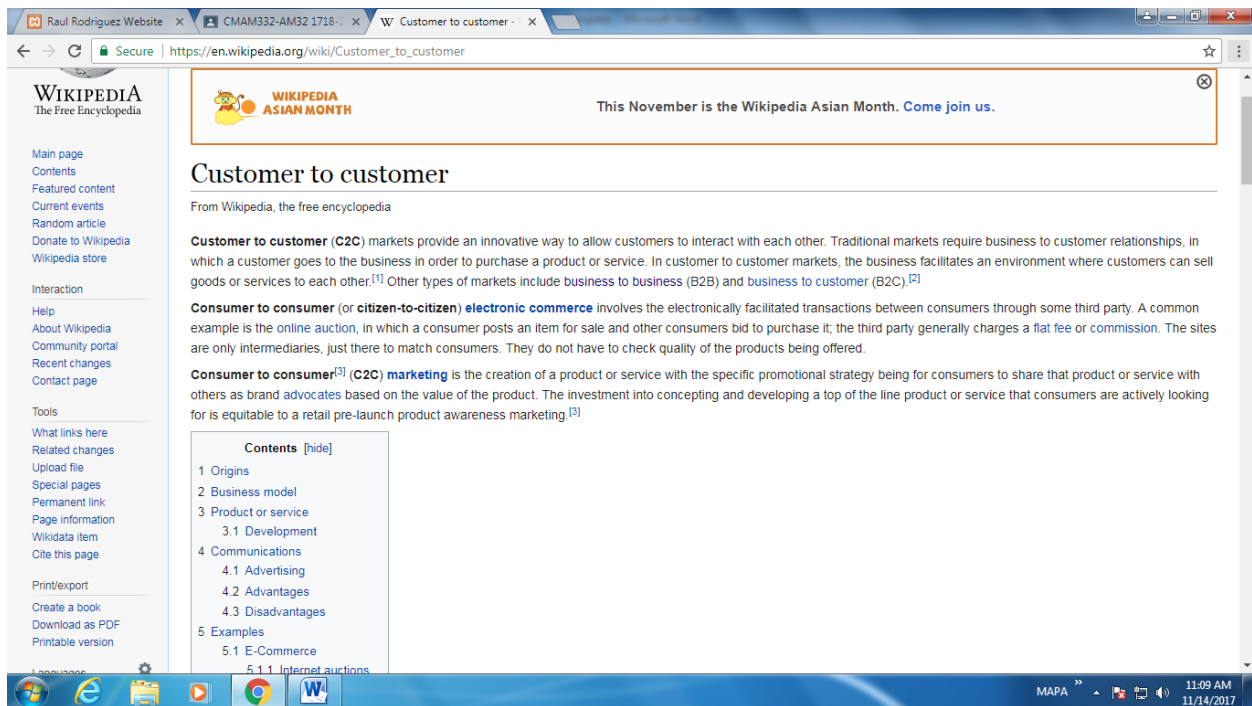 Raul Rodriguez Website
CMAM332-AM32 1718-
Customer to customer -
Secure
https://en.wikipedia.org/wiki/Customer_to_customer
WIKIPEDIA
The Free Encyclopedia
Main page
Contents
Featured content
Current events
Random article
Donate to Wikipedia
Wikipedia store
Interaction
Help
About Wikipedia
Community portal
Recent changes
Contact page
Tools
What links here
Related changes
Upload file
Special pages
Permanent link
Page information
Wikidata item
Cite this page
Print/export
Create a book
Download as PDF
Printable version
Languages
WIKIPEDIA
ASIAN MONTH
This November is the Wikipedia Asian Month. Come join us.
Customer to customer
From Wikipedia, the free encyclopedia
Customer to customer (C2C) markets provide an innovative way to allow customers to interact with each other. Traditional markets require business to customer relationships, in
which a customer goes to the business in order to purchase a product or service. In customer to customer markets, the business facilitates an environment where customers can sell
goods or services to each other.[1] Other types of markets include business to business (B2B) and business to customer (B2C).[2]
Consumer to consumer (or citizen-to-citizen) electronic commerce involves the electronically facilitated transactions between consumers through some third party. A common
example is the online auction, in which a consumer posts an item for sale and other consumers bid to purchase it; the third party generally charges a flat fee or commission. The sites
are only intermediaries, just there to match consumers. They do not have to check quality of the products being offered.
Consumer to consumer[3] (C2C) marketing is the creation of a product or service with the specific promotional strategy being for consumers to share that product or service with
others as brand advocates based on the value of the product. The investment into concepting and developing a top of the line product or service that consumers are actively looking
for is equitable to a retail pre-launch product awareness marketing.[3]
Contents [hide]
1 Origins
2 Business model
3 Product or service
3.1 Development
4 Communications
4.1 Advertising
4.2 Advantages
4.3 Disadvantages
5 Examples
5.1 E-Commerce
5.1.1 Internet auctions
MAPA
11:09 AM
11/14/2017